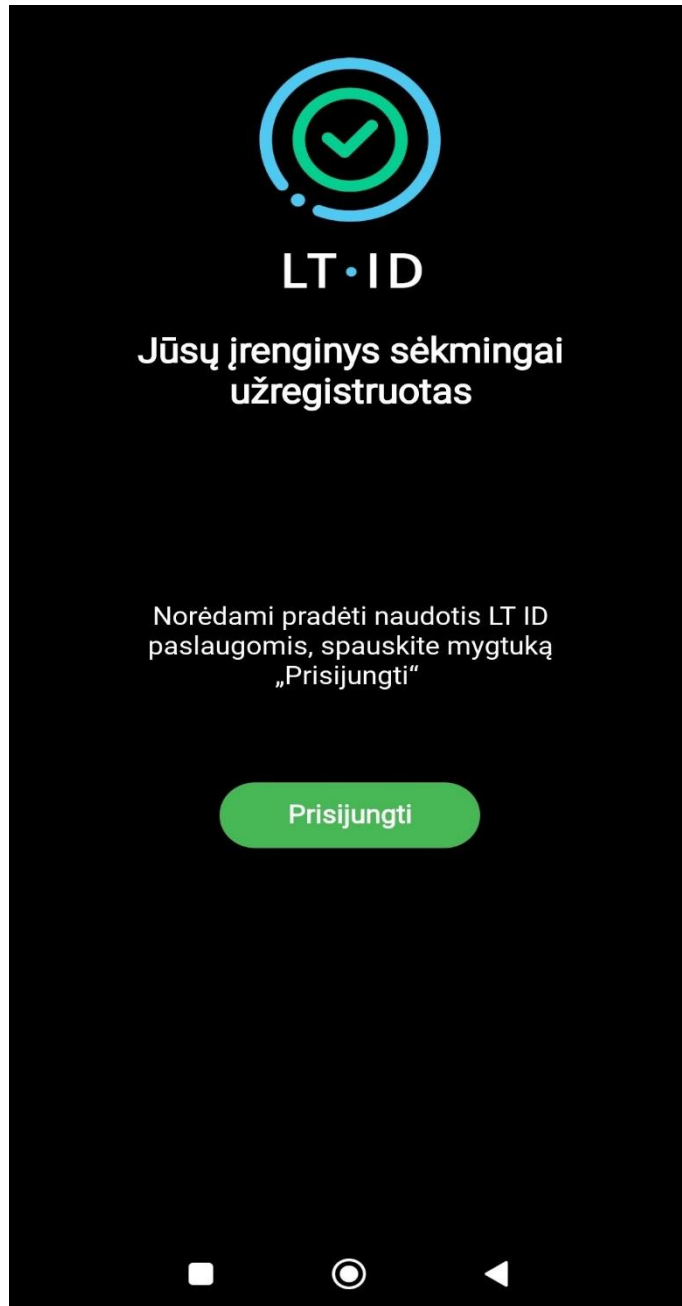 LT·ID
Jūsų įrenginys sėkmingai
užregistruotas
Norėdami pradėti naudotis LT ID
paslaugomis, spauskite mygtuką
„Prisijungti“
Prisijungti